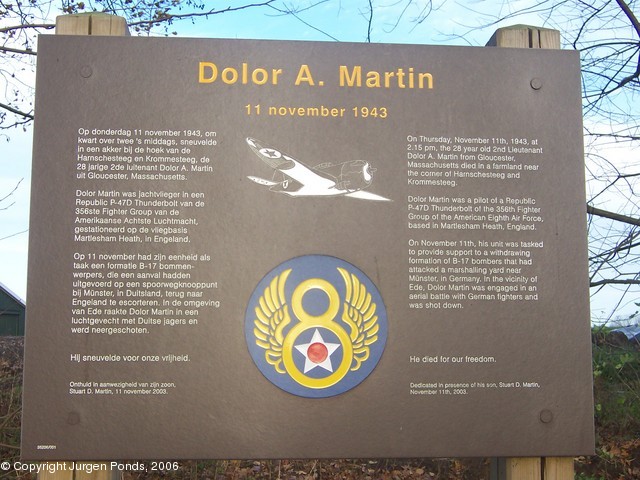 Dolor A. Martin
11 november 1943
Op donderdag 11 november 1943, om
kwart over twee 's middags, sneuvelde
in een akker bij de hoek van de
Harnschesteeg en Krommesteeg, de
28 jarige 2de luitenant Dolor A. Martin
uit Gloucester, Massachusetts.
Dolor Martin was jachtvlieger in een
Republic P-47D Thunderbolt van de
356ste Fighter Group van de
Amerikaanse Achtste Luchtmacht,
gestationeerd op de vliegbasis
Martlesham Heath, in Engeland.
Op 11 november had zijn eenheid als
taak een formatie B-17 bommen-
werpers, die een aanval hadden
uitgevoerd op een spoorwegknooppunt
bij Münster, in Duitsland, terug naar
Engeland te escorteren. In de omgeving
van Ede raakte Dolor Martin in een
luchtgevecht met Duitse jagers en
werd neergeschoten.
Hij sneuvelde voor onze vrijheid.
Onthuld in aanwezigheid van zijn zoon,
Stuart D. Martin, 11 november 2003.
On Thursday, November 11th, 1943, at
2.15 pm, the 28 year old 2nd Lieutenant
Dolor A. Martin from Gloucester,
Massachusetts died in a farmland near
the corner of Harnschesteeg and
Krommesteeg.
Dolor Martin was a pilot of a Republic
P-47D Thunderbolt of the 356th Fighter
Group of the American Eighth Air Force,
based in Martlesham Heath, England.
On November 11th, his unit was tasked
to provide support to a withdrawing
formation of B-17 bombers that had
attacked a marshalling yard near
Münster, in Germany. In the vicinity of
Ede, Dolor Martin was engaged in an
aerial battle with German fighters and
was shot down.
He died for our freedom.
Dedicated in presence of his son, Stuart D. Martin,
November 11th, 2003.
© Copyright Jurgen Ponds, 2006